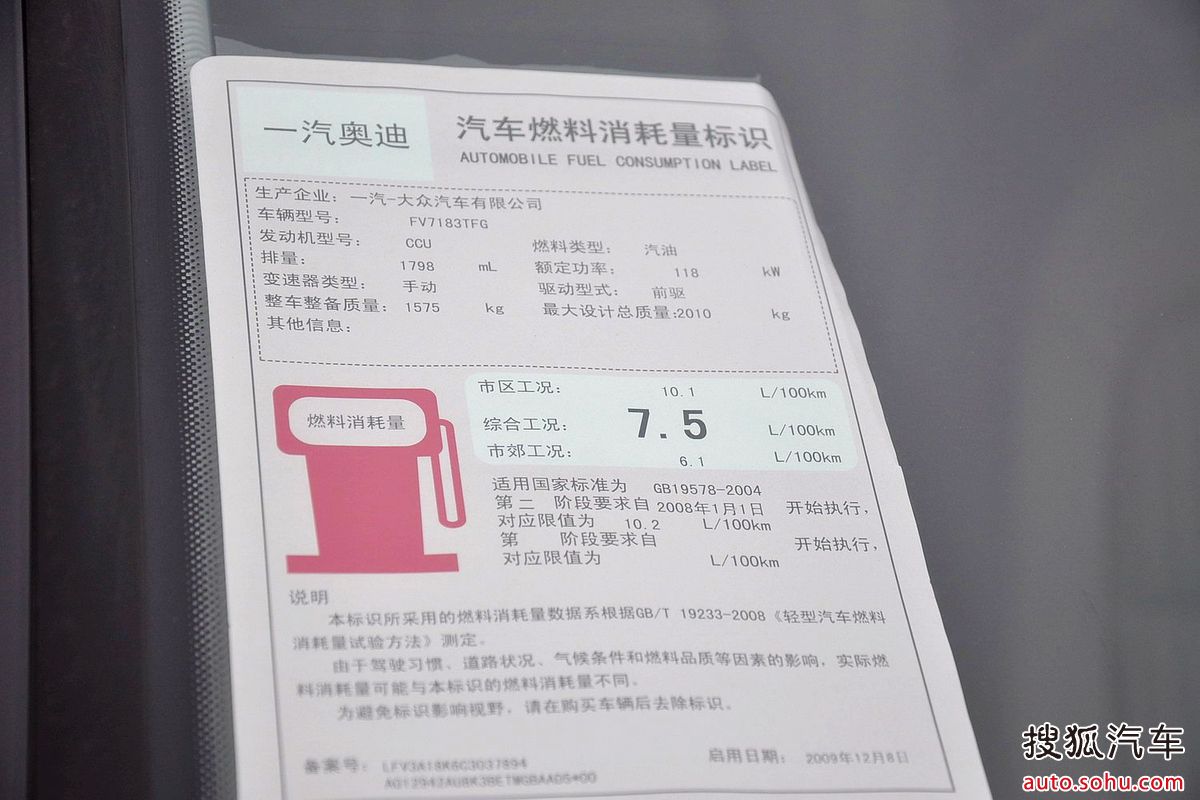 一汽奥迪
汽车燃料消耗量标识
AUTOMOBILE FUEL CONSUMPTION LABEL
生产企业: 一汽-大众汽车有限公司
车辆型号: FV7183TFG
发动机型号: CCU 燃料类型: 汽油
排量: 1798 mL 额定功率: 118 kW
变速器类型: 手动 驱动型式: 前驱
整车整备质量: 1575 kg 最大设计总质量:2010 kg
其他信息:
燃料消耗量
市区工况: 10.1 L/100km
综合工况: 7.5 L/100km
市郊工况: 6.1 L/100km
适用国家标准为 GB19578-2004
第二 阶段要求自 2008年1月1日 开始执行,
对应限值为 10.2 L/100km
第 阶段要求自 开始执行,
对应限值为 L/100km
说明
本标识所采用的燃料消耗量数据系根据GB/T 19233-2008《轻型汽车燃料
消耗量试验方法》测定。
由于驾驶习惯、道路状况、气候条件和燃料品质等因素的影响,实际燃
料消耗量可能与本标识的燃料消耗量不同。
为避免标识影响视野,请在购买车辆后去除标识。
备案号: 启用日期: 2009年12月8日
搜狐汽车
auto.sohu.com